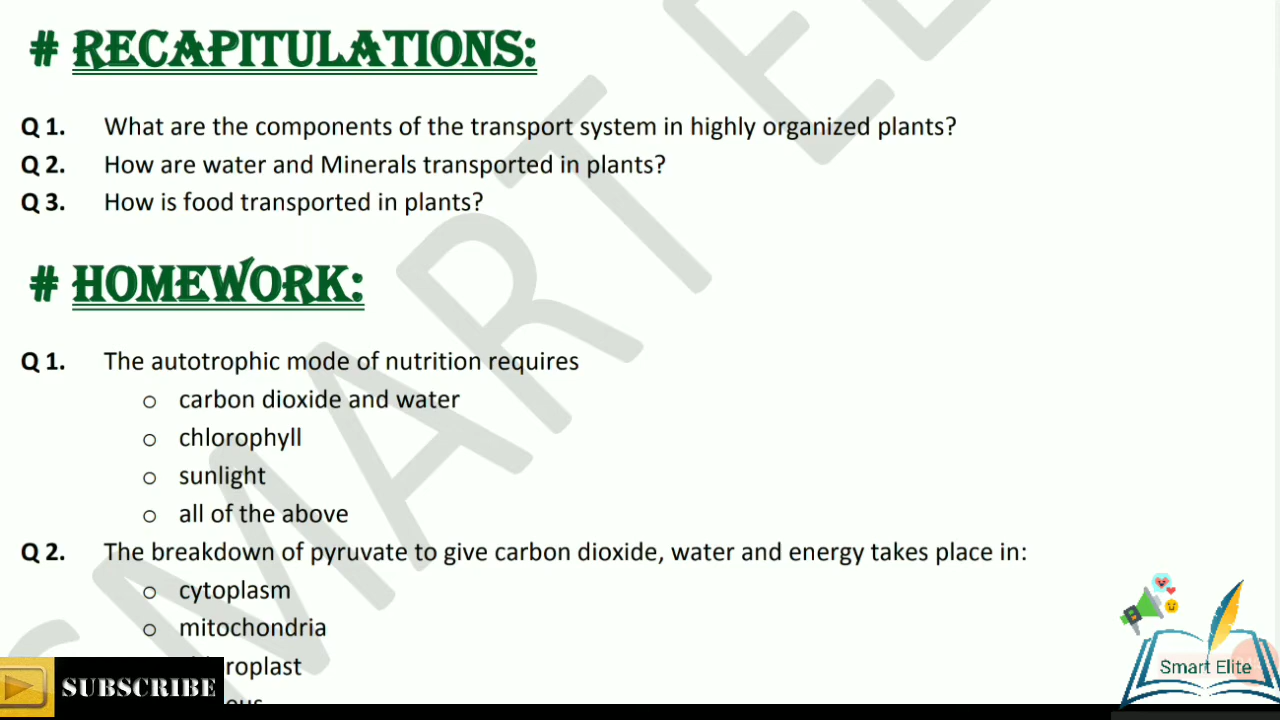 # RECAPITULATIONS:
Q 1. What are the components of the transport system in highly organized plants?
Q 2. How are water and Minerals transported in plants?
Q 3. How is food transported in plants?
# HOMEWORK:
Q 1. The autotrophic mode of nutrition requires
o carbon dioxide and water
o chlorophyll
o sunlight
o all of the above
Q 2. The breakdown of pyruvate to give carbon dioxide, water and energy takes place in:
o cytoplasm
o mitochondria
roplast
SUBSCRIBE
Smart Elite
SMART EL